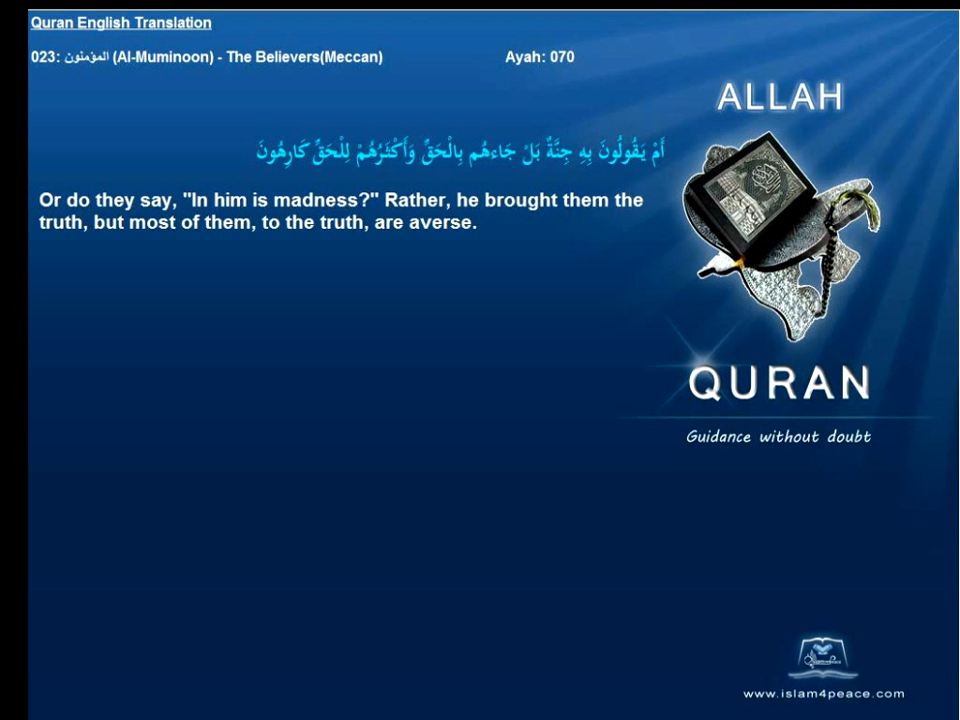 Quran English Translation
023: المؤمنون (Al-Muminoon) - The Believers(Meccan) Ayah: 070
ALLAH
أَمْ يَقُولُونَ بِهِ جِنَّةٌ بَلْ جَاءهُم بِالْحَقِّ وَأَكْثَرُهُمْ لِلْحَقِّ كَارِهُونَ
Or do they say, "In him is madness?" Rather, he brought them the
truth, but most of them, to the truth, are averse.
QURAN
Guidance without doubt
www.islam4peace.com